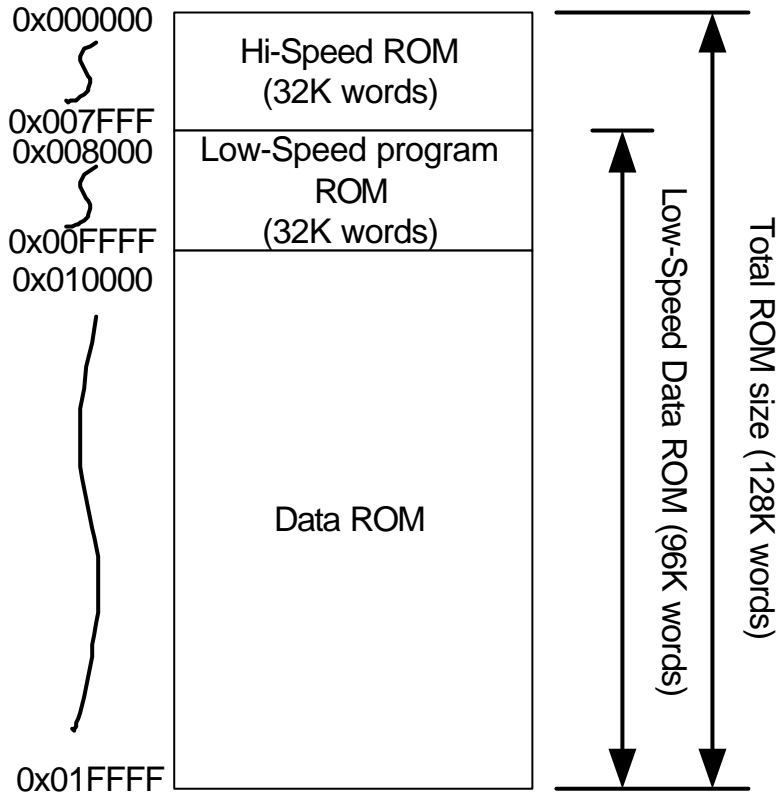 0x000000
Hi-Speed ROM
(32K words)
0x007FFF
0x008000
Low-Speed program
ROM
(32K words)
0x00FFFF
0x010000
Data ROM
0x01FFFF
Low-Speed Data ROM (96K words)
Total ROM size (128K words)